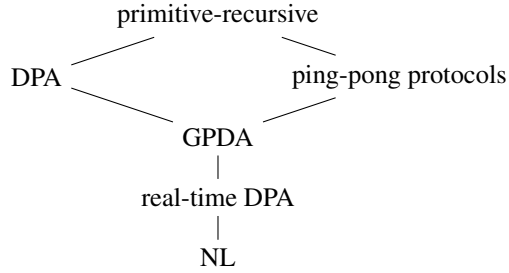 primitive-recursive
DPA
ping-pong protocols
GPDA
real-time DPA
NL